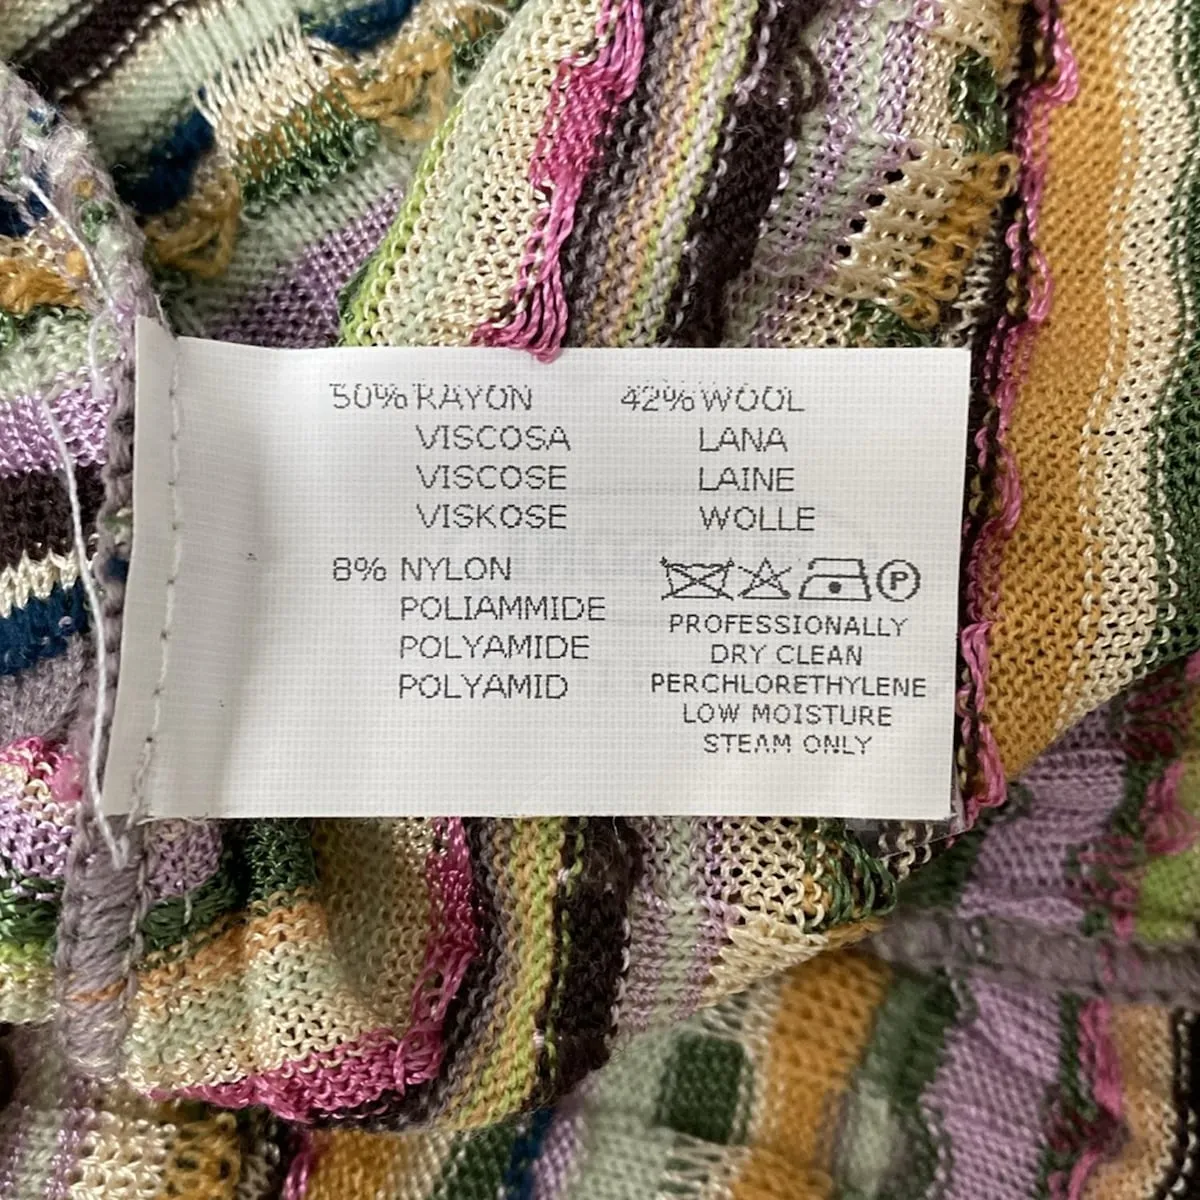 50% RAYON
VISCOSA
VISCOSE
VISKOSE
42% WOOL
LANA
LAINE
WOLLE
8% NYLON
POLIAMMIDE
POLYAMIDE
POLYAMID
P
PROFESSIONALLY
DRY CLEAN
PERCHLORETHYLENE
LOW MOISTURE
STEAM ONLY